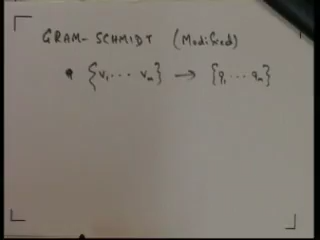 GRAM-SCHMIDT (Modified)
• {v₁ ... vₙ} → {q₁ ... qₙ}